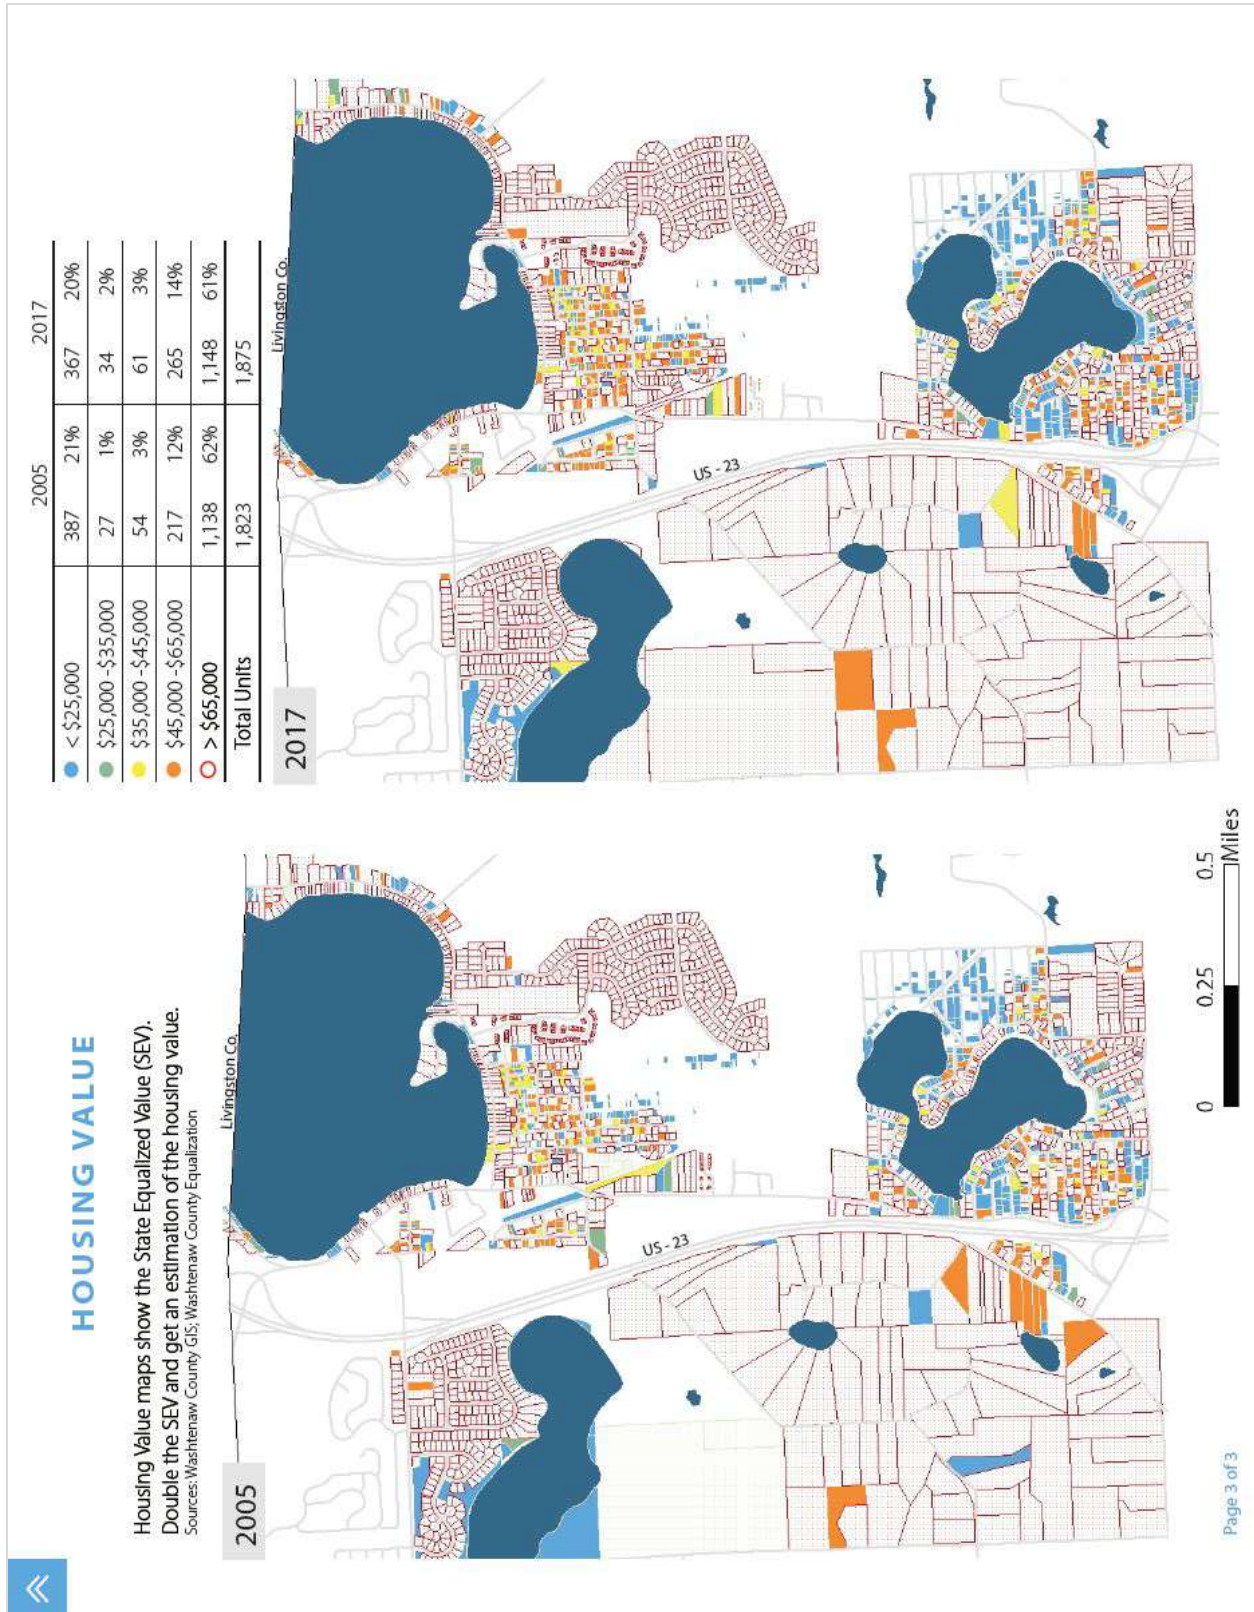 HOUSING VALUE
Housing Value maps show the State Equalized Value (SEV).
Double the SEV and get an estimation of the housing value.
Sources: Washtenaw County GIS; Washtenaw County Equalization
2005 2017
< $25,000 387 21% 367 20%
$25,000 -$35,000 27 1% 34 2%
$35,000 -$45,000 54 3% 61 3%
$45,000 -$65,000 217 12% 265 14%
> $65,000 1,138 62% 1,148 61%
Total Units 1,823 1,875
2005
Livingston Co.
US - 23
2017
Livingston Co.
US - 23
0 0.25 0.5
Miles
Page 3 of 3